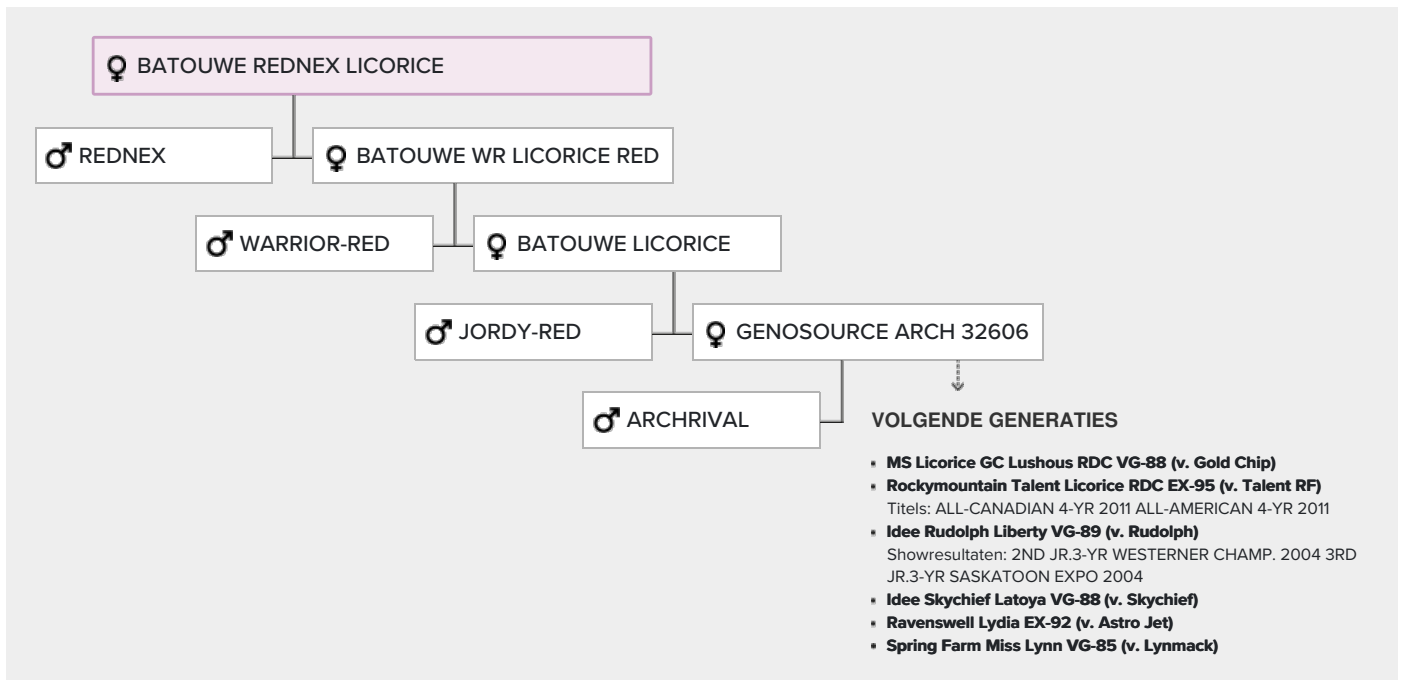 ♀ BATOUWE REDNEX LICORICE
♂ REDNEX
♀ BATOUWE WR LICORICE RED
♂ WARRIOR-RED
♀ BATOUWE LICORICE
♂ JORDY-RED
♀ GENOSOURCE ARCH 32606
♂ ARCHRIVAL
VOLGENDE GENERATIES
▪ MS Licorice GC Lushous RDC VG-88 (v. Gold Chip)
▪ Rockymountain Talent Licorice RDC EX-95 (v. Talent RF)
Titels: ALL-CANADIAN 4-YR 2011 ALL-AMERICAN 4-YR 2011
▪ Idee Rudolph Liberty VG-89 (v. Rudolph)
Showresultaten: 2ND JR.3-YR WESTERNER CHAMP. 2004 3RD
JR.3-YR SASKATOON EXPO 2004
▪ Idee Skychief Latoya VG-88 (v. Skychief)
▪ Ravenswell Lydia EX-92 (v. Astro Jet)
▪ Spring Farm Miss Lynn VG-85 (v. Lynmack)